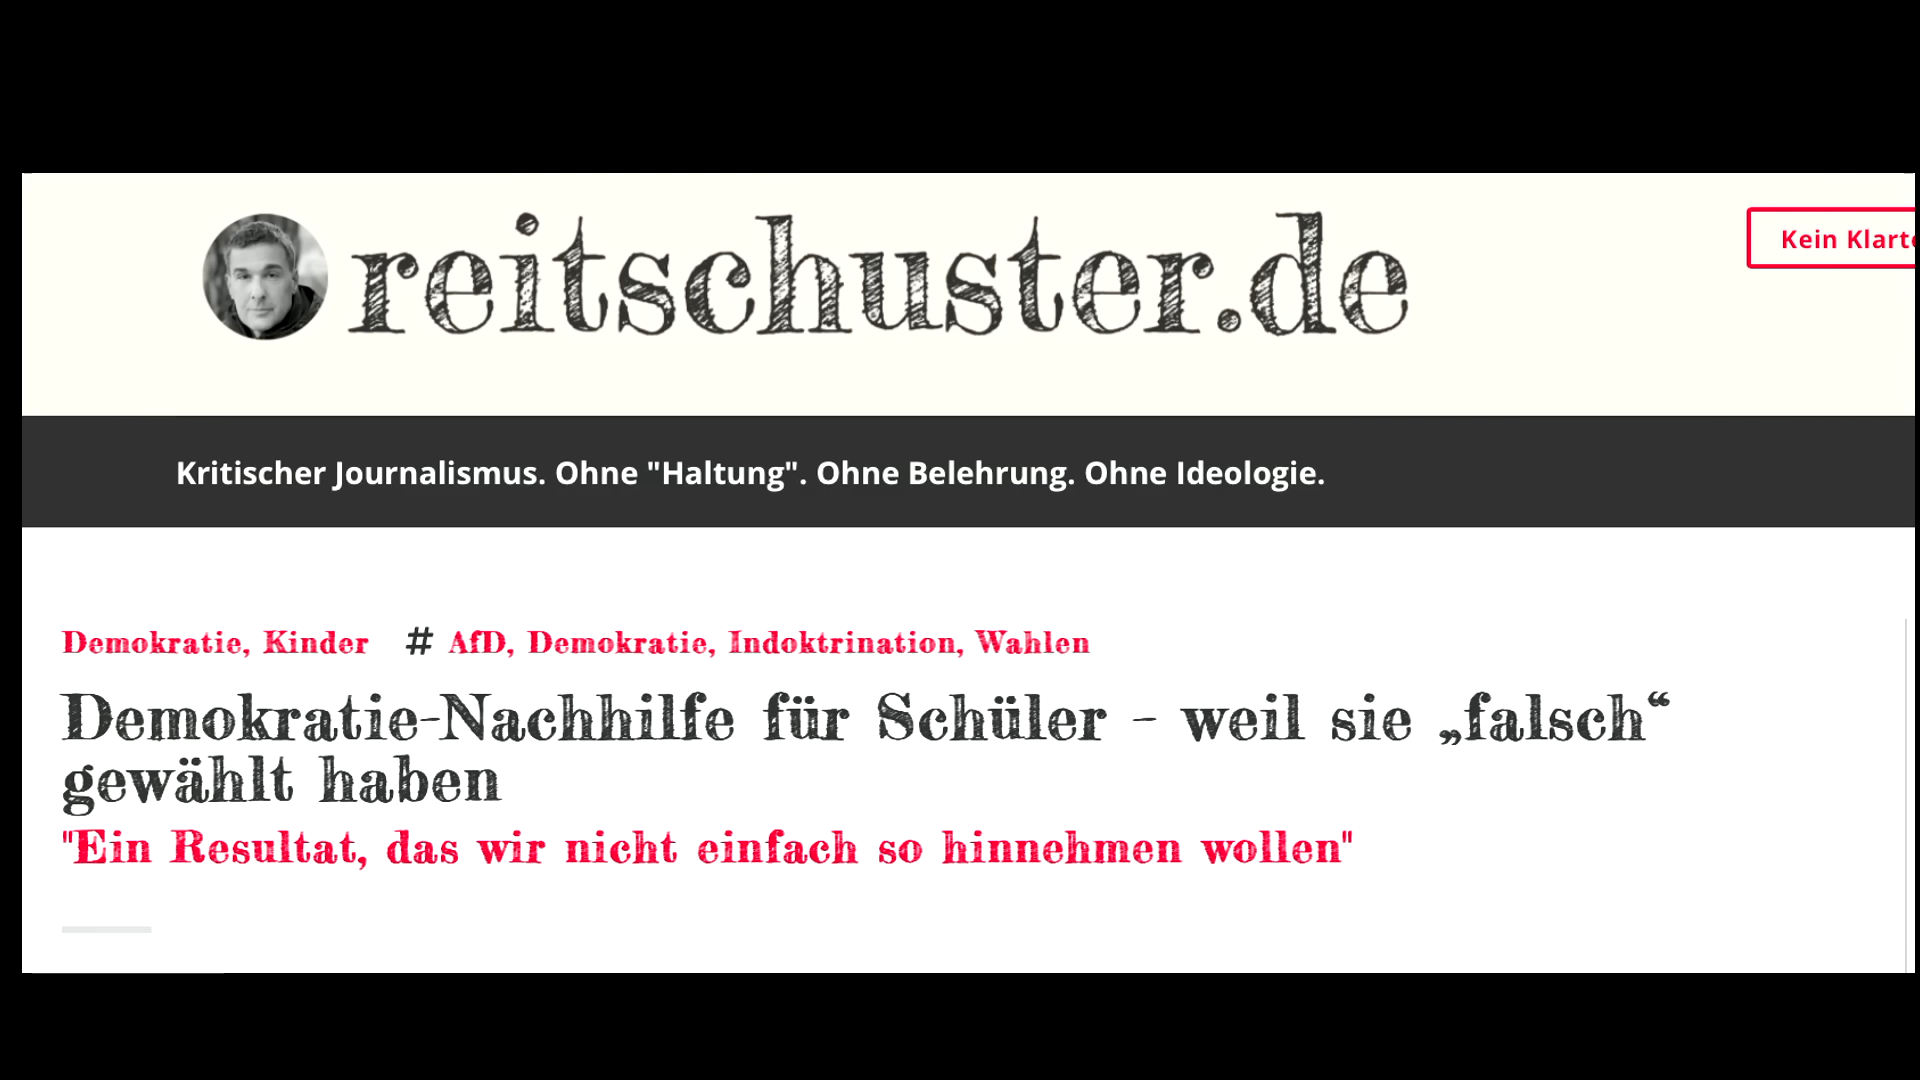 reitschuster.de
Kein Klart
Kritischer Journalismus. Ohne "Haltung". Ohne Belehrung. Ohne Ideologie.
Demokratie, Kinder # AfD, Demokratie, Indoktrination, Wahlen
Demokratie-Nachhilfe für Schüler – weil sie „falsch“
gewählt haben
"Ein Resultat, das wir nicht einfach so hinnehmen wollen"